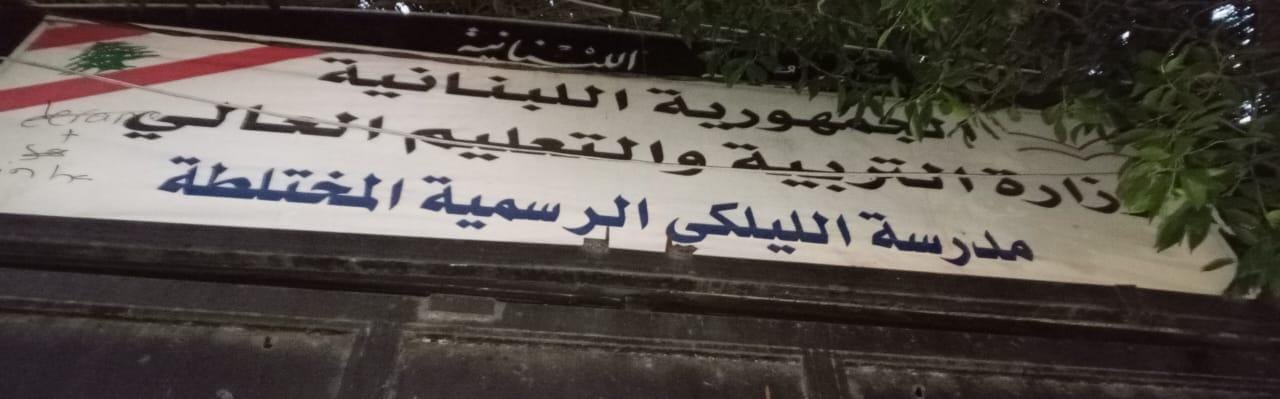 اللبنانية
الجمهورية اللبنانية
وزارة التربية والتعليم العالي
مدرسة الليلكي الرسمية المختلطة